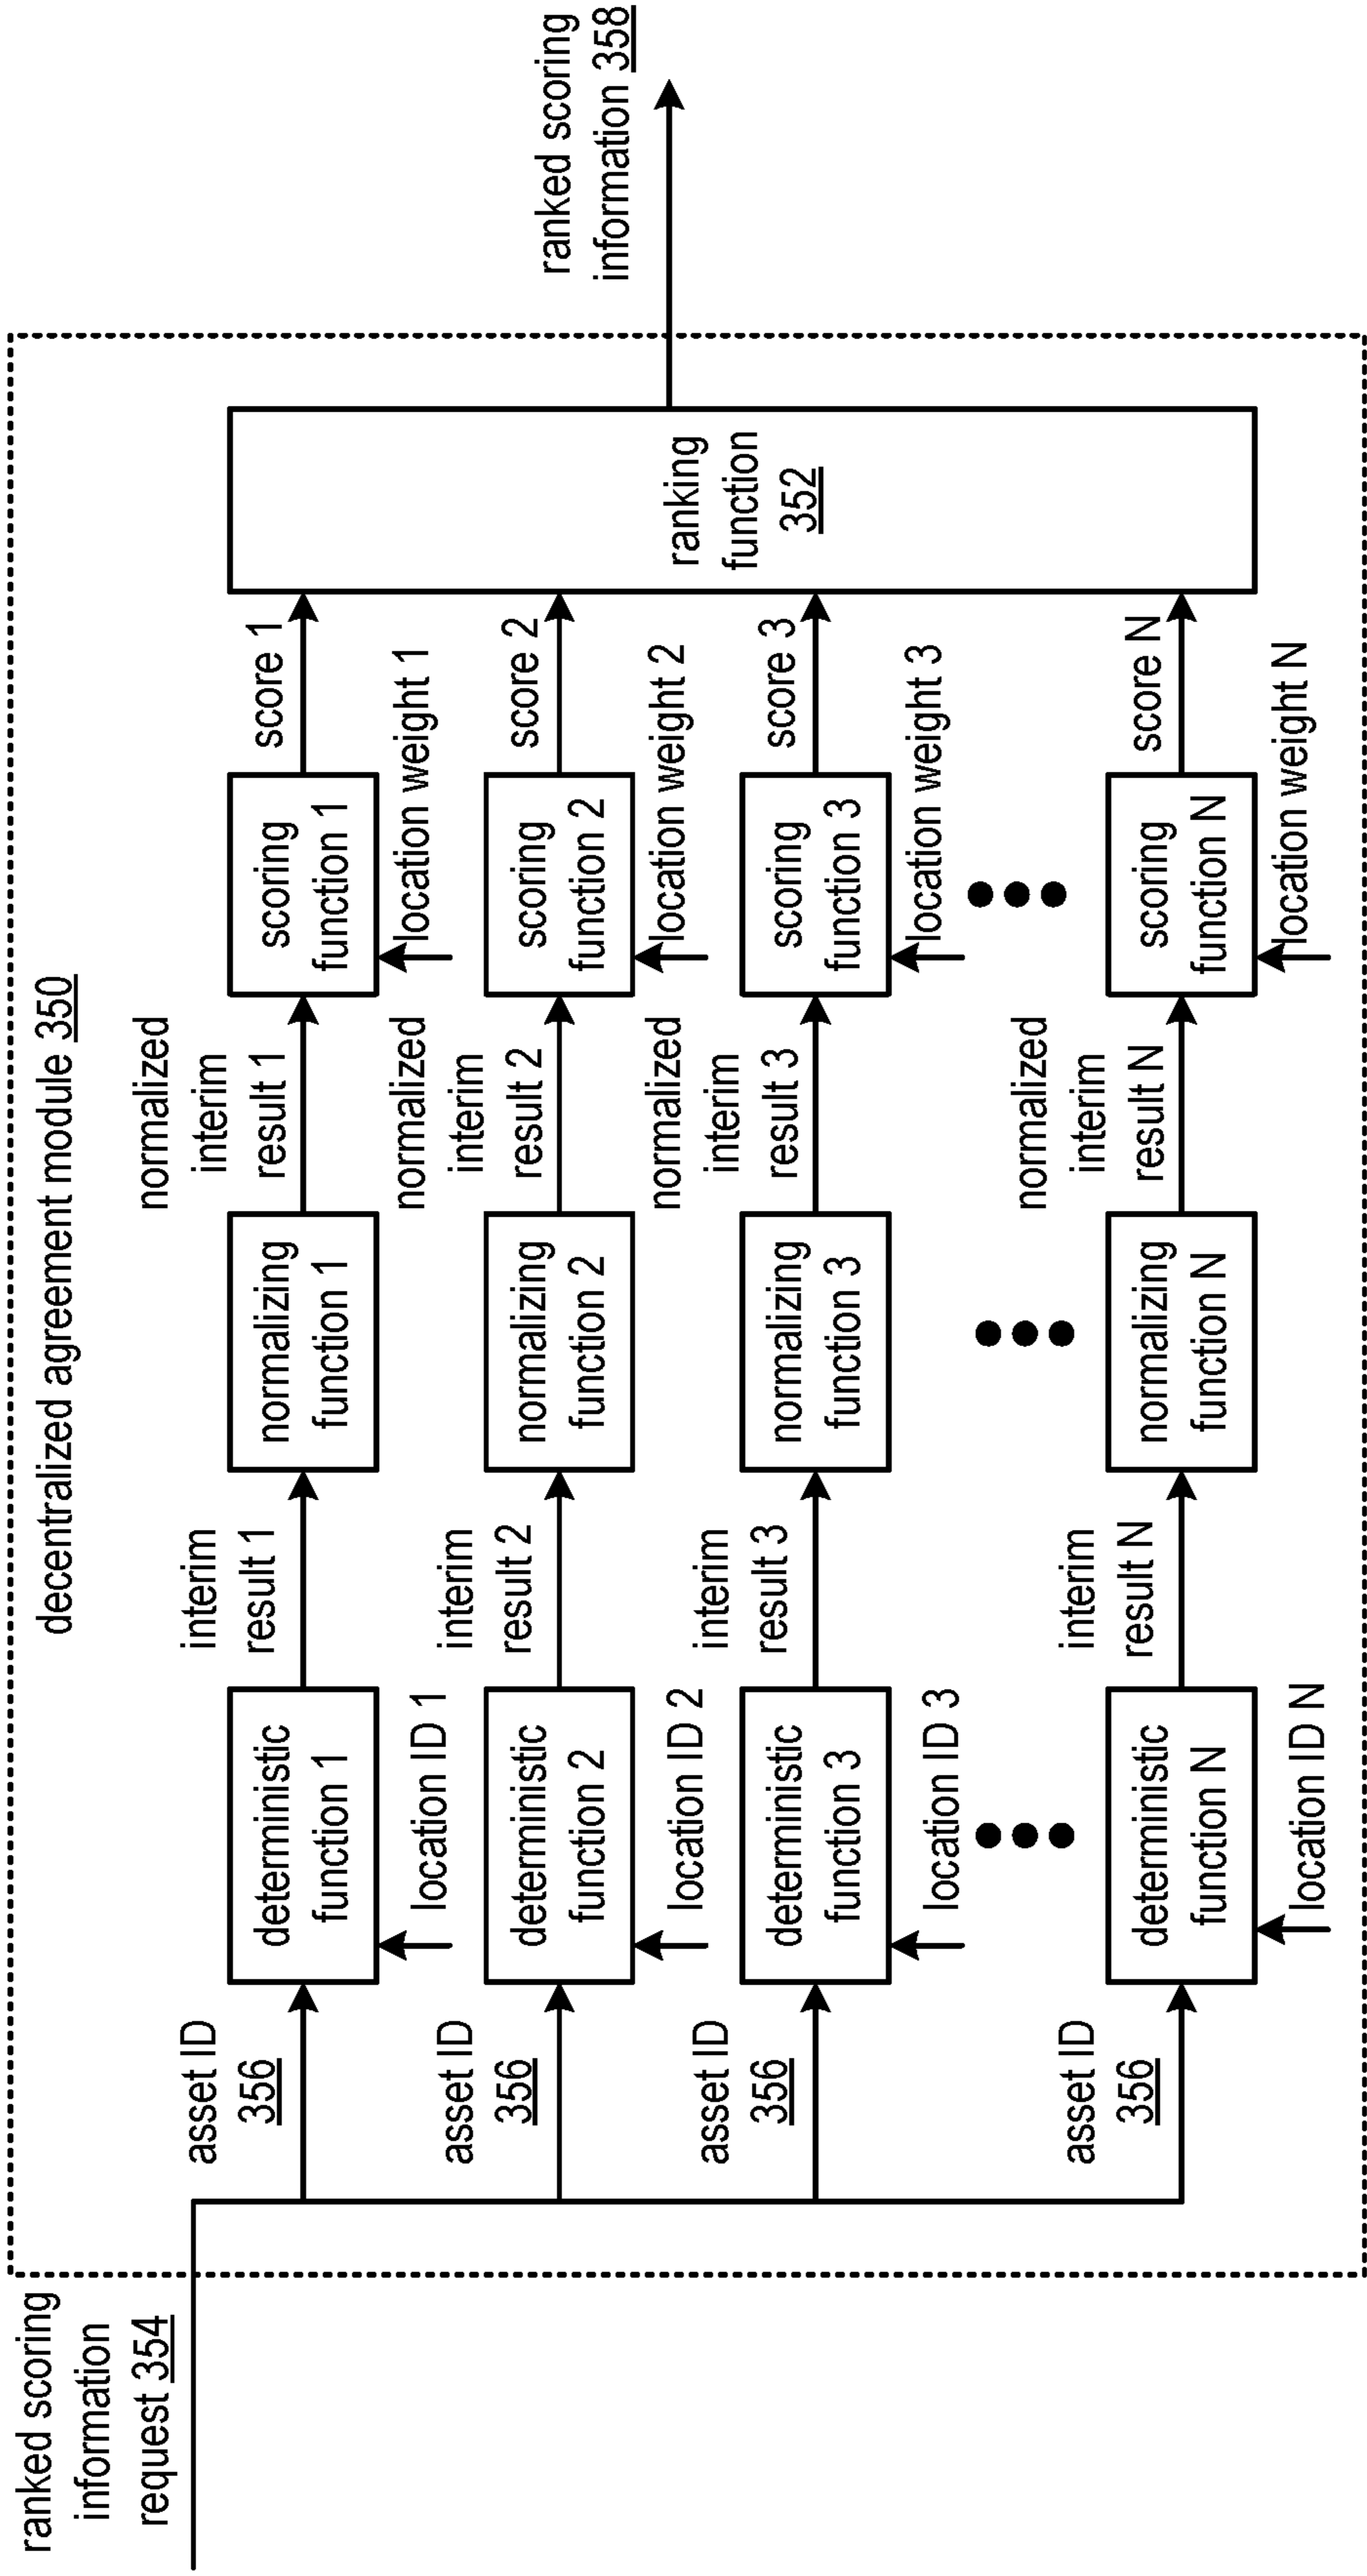 decentralized agreement module 350
ranked scoring
information
request 354
asset ID
356
deterministic
function 1
location ID 1
interim
result 1
normalizing
function 1
normalized
interim
result 1
scoring
function 1
location weight 1
score 1
asset ID
356
deterministic
function 2
location ID 2
interim
result 2
normalizing
function 2
normalized
interim
result 2
scoring
function 2
location weight 2
score 2
asset ID
356
deterministic
function 3
location ID 3
interim
result 3
normalizing
function 3
normalized
interim
result 3
scoring
function 3
location weight 3
score 3
asset ID
356
deterministic
function N
location ID N
interim
result N
normalizing
function N
normalized
interim
result N
scoring
function N
location weight N
score N
ranking
function
352
ranked scoring
information 358